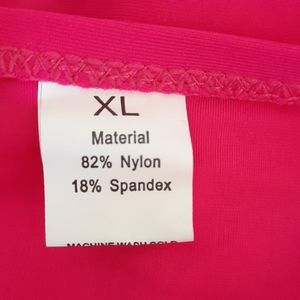 XL
Material
82% Nylon
18% Spandex
MACHINE WASH COLD